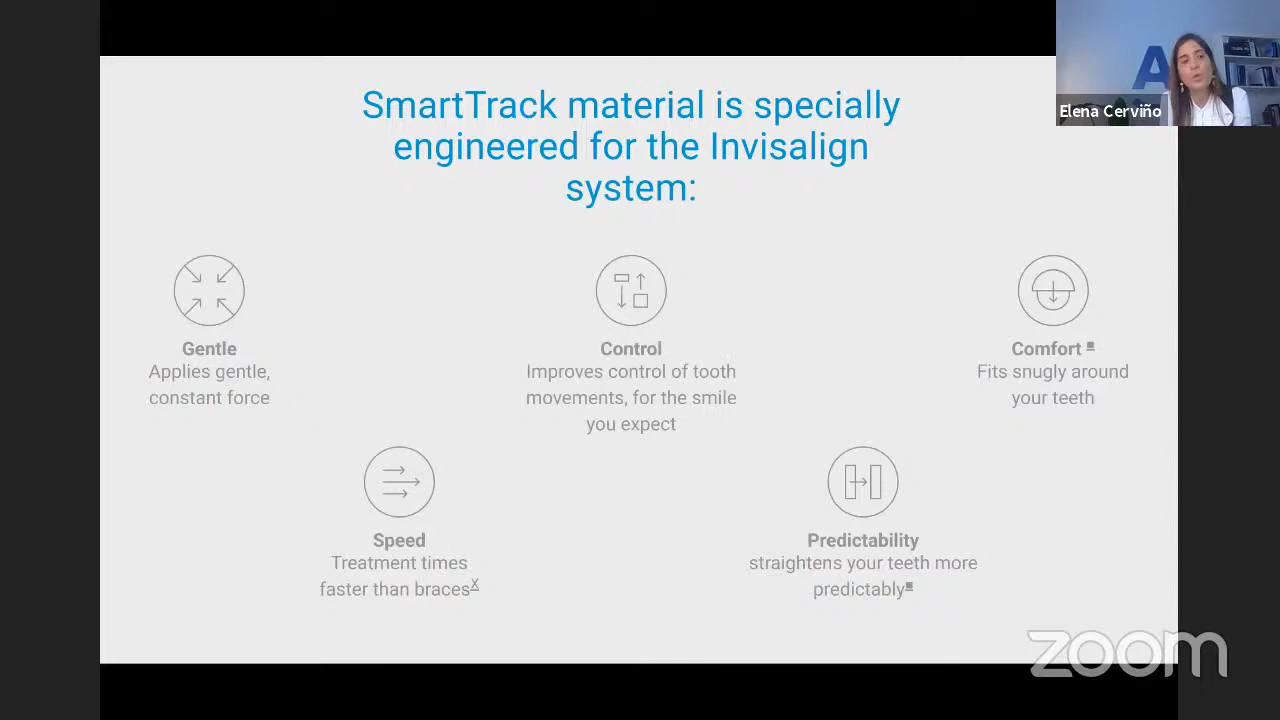 SmartTrack material is specially
engineered for the Invisalign
system:
A
Elena Cerviño
Gentle
Applies gentle,
constant force
Control
Improves control of tooth
movements, for the smile
you expect
Comfort ■
Fits snugly around
your teeth
Speed
Treatment times
faster than braces X
Predictability
straightens your teeth more
predictably ■
zoom